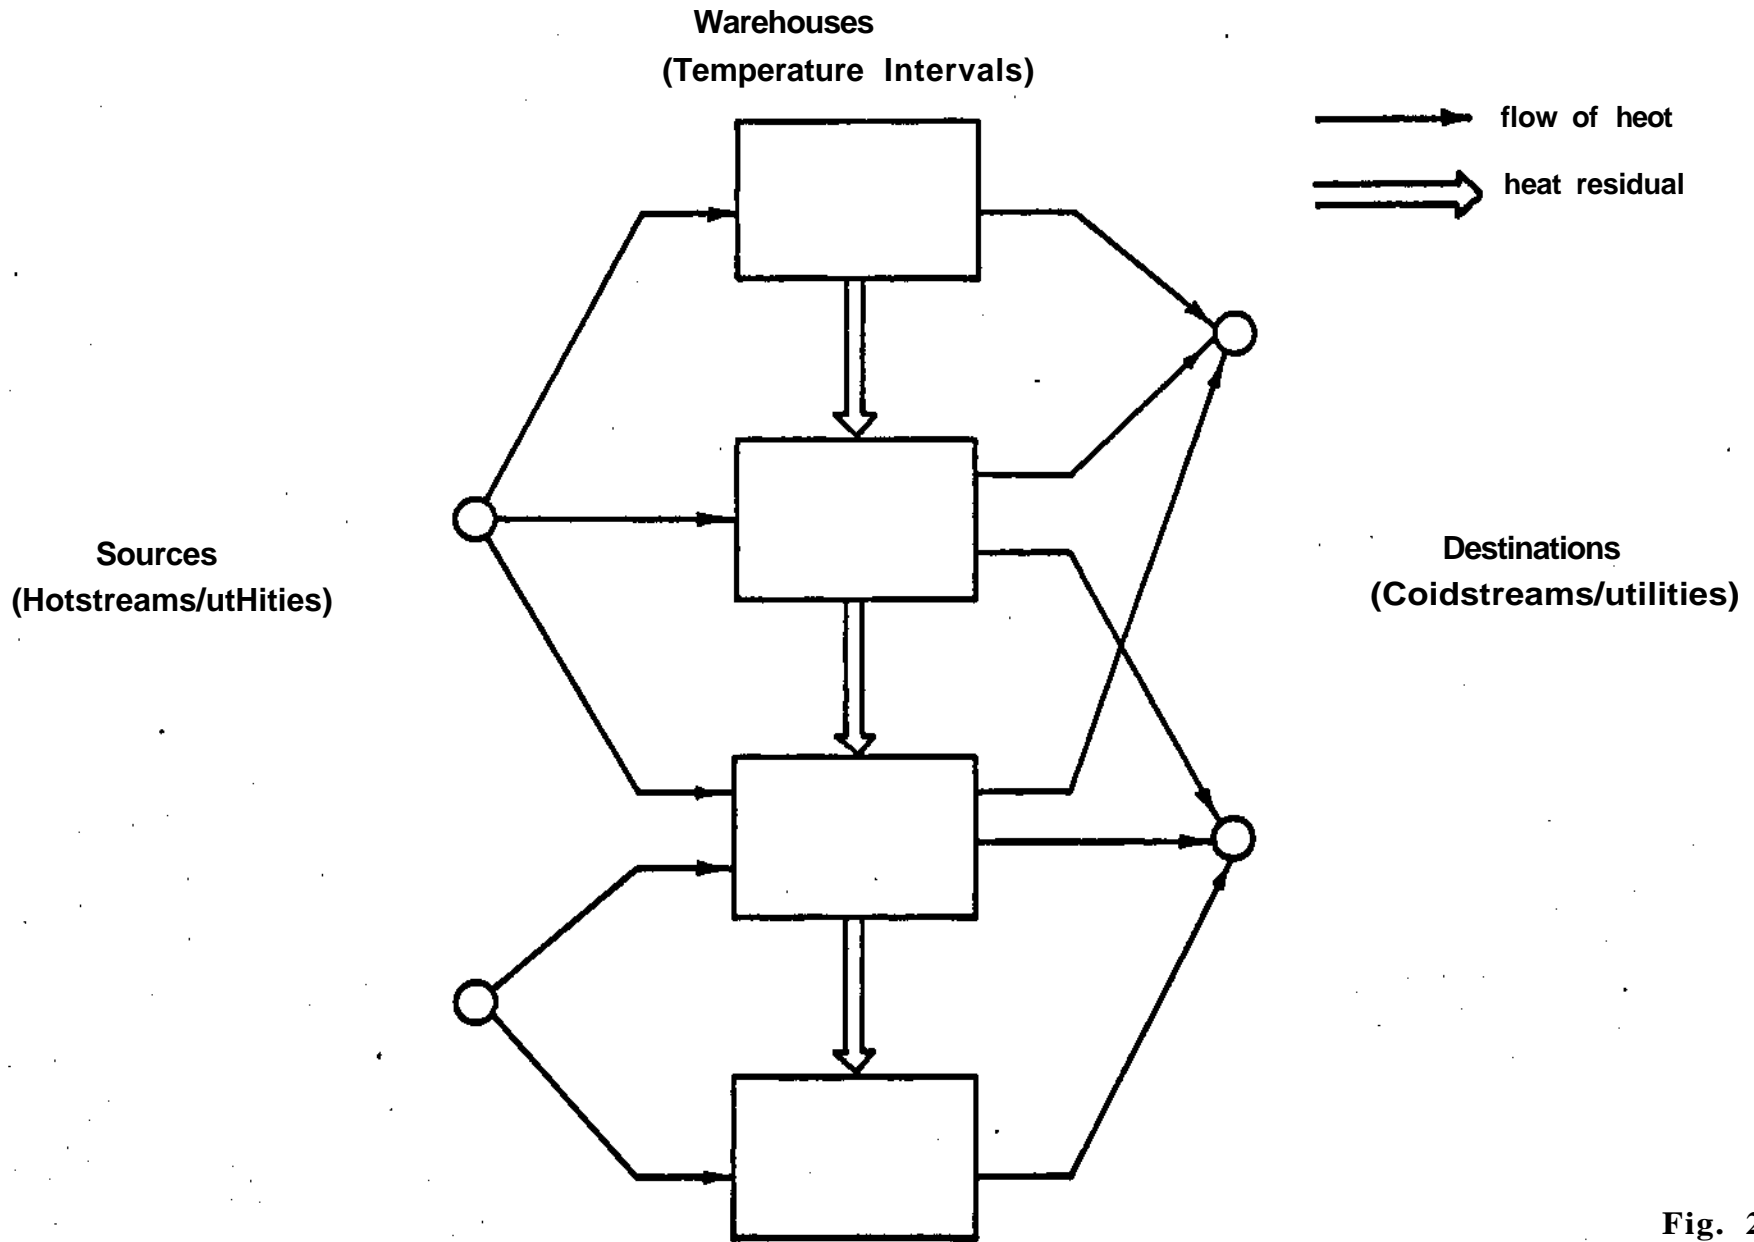 Warehouses
(Temperature Intervals)
flow of heot
heat residual
Sources
(Hotstreams/utHities)
Destinations
(Coidstreams/utilities)
Fig. 2